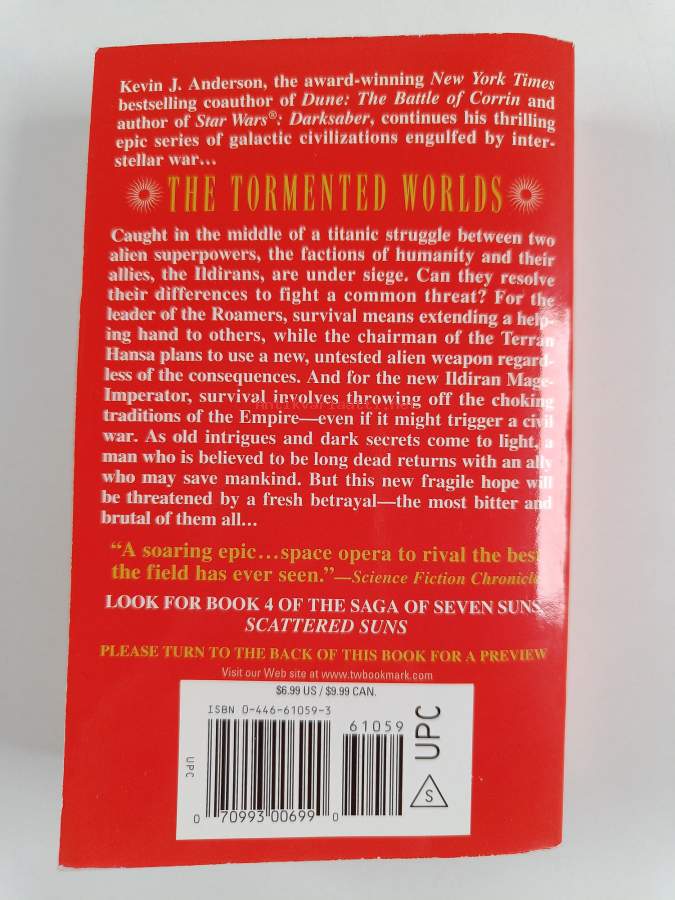 Kevin J. Anderson, the award-winning New York Times
bestselling coauthor of Dune: The Battle of Corrin and
author of Star Wars®: Darksaber, continues his thrilling
epic series of galactic civilizations engulfed by inter-
stellar war...
THE TORMENTED WORLDS
Caught in the middle of a titanic struggle between two
alien superpowers, the factions of humanity and their
allies, the Ildirans, are under siege. Can they resolve
their differences to fight a common threat? For the
leader of the Roamers, survival means extending a help-
ing hand to others, while the chairman of the Terran
Hansa plans to use a new, untested alien weapon regard-
less of the consequences. And for the new Ildiran Mage-
Imperator, survival involves throwing off the choking
antikvariaatti.net
traditions of the Empire—even if it might trigger a civil
war. As old intrigues and dark secrets come to light, a
man who is believed to be long dead returns with an ally
who may save mankind. But this new fragile hope will
be threatened by a fresh betrayal—the most bitter and
brutal of them all...
“A soaring epic...space opera to rival the best
the field has ever seen.”—Science Fiction Chronicle
LOOK FOR BOOK 4 OF THE SAGA OF SEVEN SUNS,
SCATTERED SUNS
PLEASE TURN TO THE BACK OF THIS BOOK FOR A PREVIEW
Visit our Web site at www.twbookmark.com
$6.99 US / $9.99 CAN.
ISBN 0-446-61059-3
61059
UPC
S
UPC
0 70993 00699 0